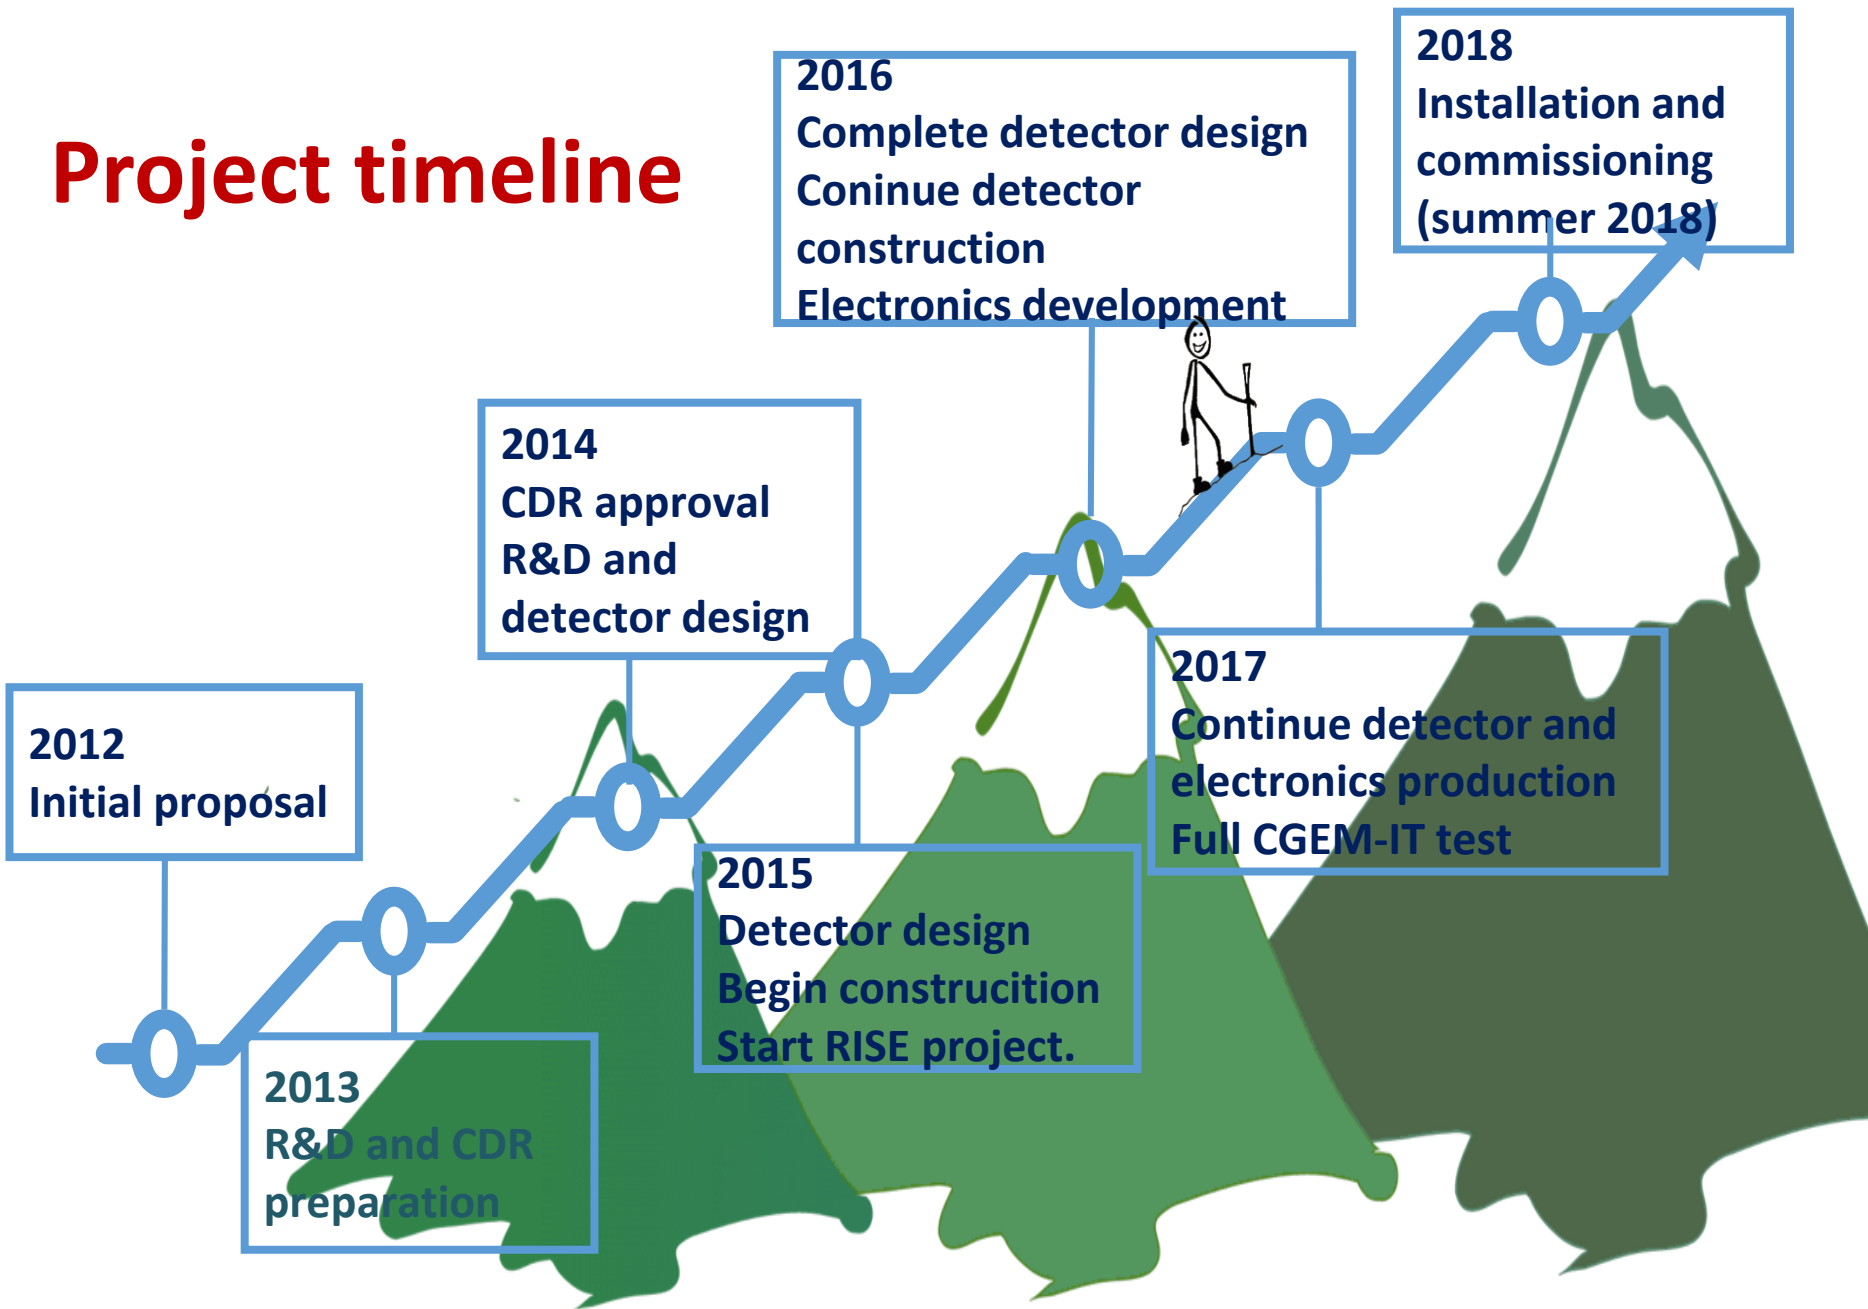 Project timeline
2012
Initial proposal
2013
R&D and CDR
preparation
2014
CDR approval
R&D and
detector design
2015
Detector design
Begin construcition
Start RISE project.
2016
Complete detector design
Coninue detector
construction
Electronics development
2017
Continue detector and
electronics production
Full CGEM-IT test
2018
Installation and
commissioning
(summer 2018)